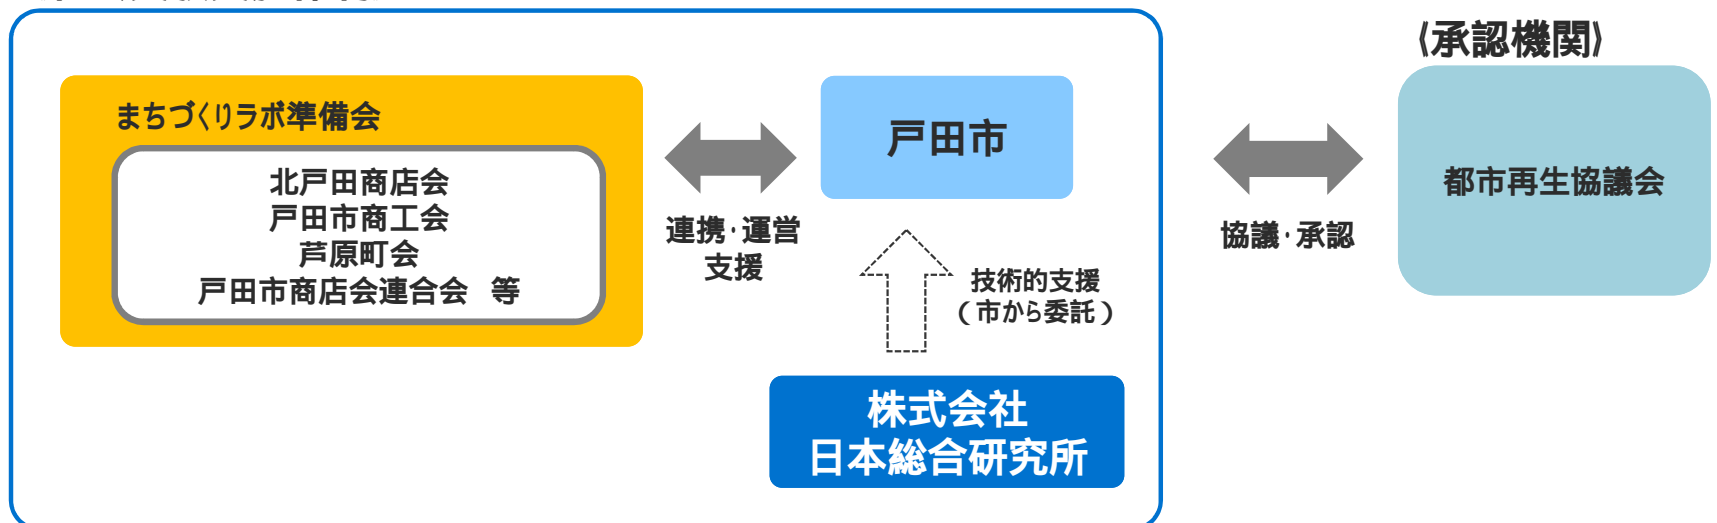 《承認機関》
まちづくりラボ準備会
北戸田商店会
戸田市商工会
芦原町会
戸田市商店会連合会 等
連携・運営
支援
戸田市
技術的支援
(市から委託)
株式会社
日本総合研究所
協議・承認
都市再生協議会